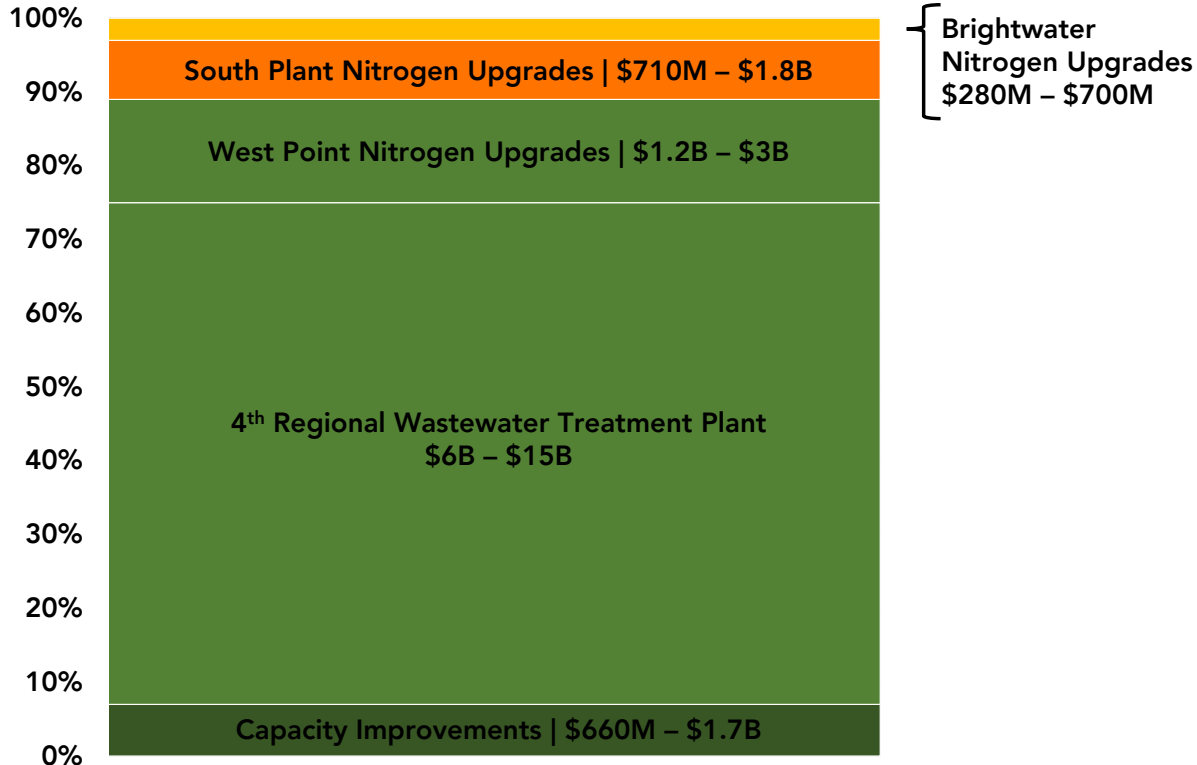 100%
90%
80%
70%
60%
50%
40%
30%
20%
10%
0%
South Plant Nitrogen Upgrades | $710M – $1.8B
West Point Nitrogen Upgrades | $1.2B – $3B
4th Regional Wastewater Treatment Plant
$6B – $15B
Capacity Improvements | $660M – $1.7B
Brightwater
Nitrogen Upgrades
$280M – $700M